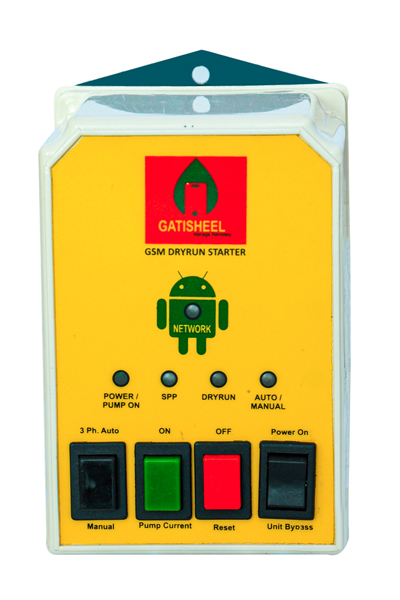 GATISHEEL
GSM DRYRUN STARTER
NETWORK
POWER / PUMP ON
SPP
DRYRUN
AUTO / MANUAL
3 Ph. Auto
ON
OFF
Power On
Manual
Pump Current
Reset
Unit Bypass